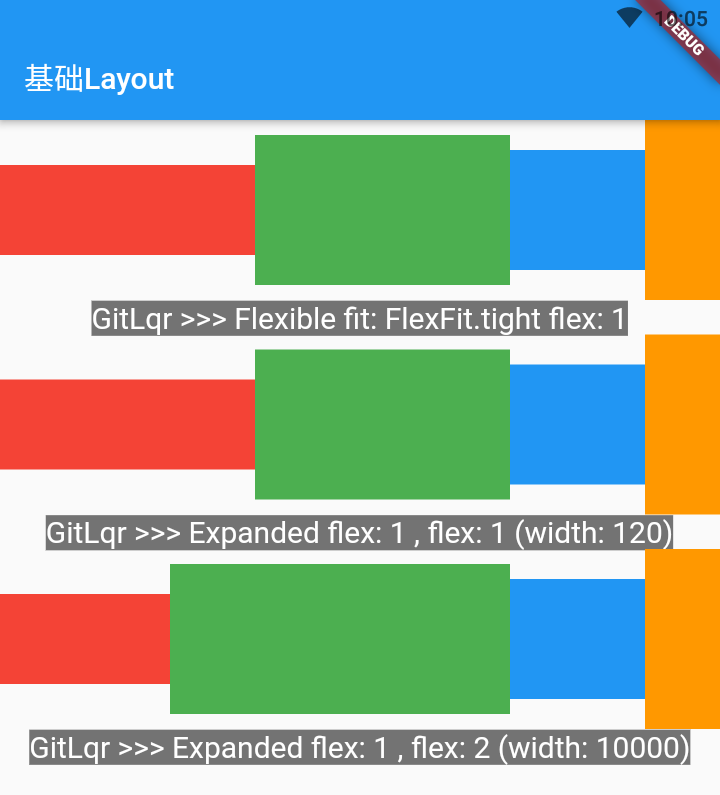 10:05
DEBUG
基础Layout
GitLqr >>> Flexible fit: FlexFit.tight flex: 1
GitLqr >>> Expanded flex: 1 , flex: 1 (width: 120)
GitLqr >>> Expanded flex: 1 , flex: 2 (width: 10000)